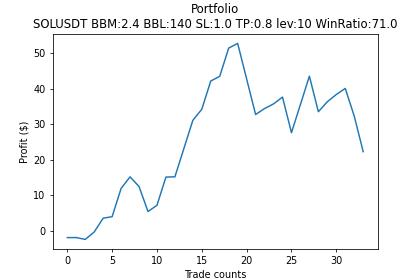 Portfolio
SOLUSDT BBM:2.4 BBL:140 SL:1.0 TP:0.8 lev:10 WinRatio:71.0
Profit ($)
50
40
30
20
10
0
0 5 10 15 20 25 30
Trade counts